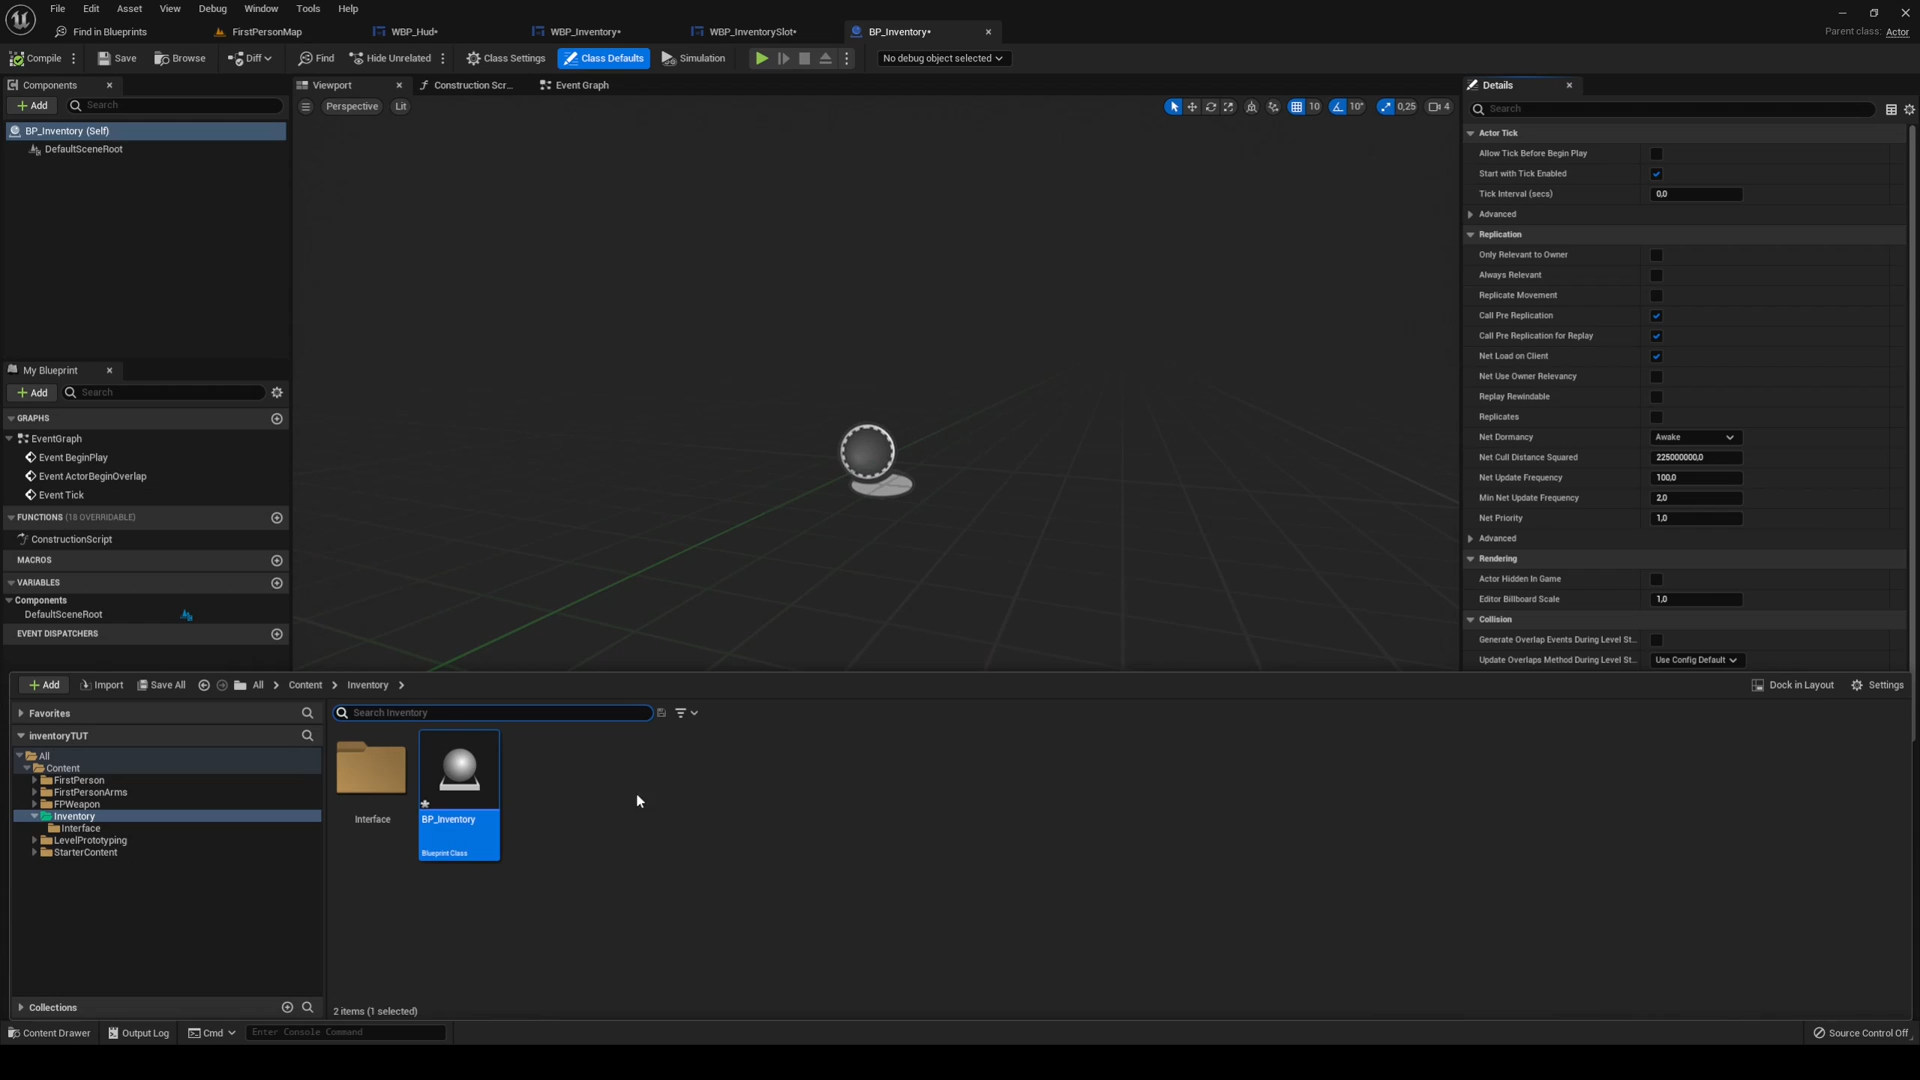 File Edit Asset View Debug Window Tools Help
Find in Blueprints FirstPersonMap WBP_Hud* WBP_Inventory* WBP_InventorySlot* BP_Inventory* Parent class: Actor
Compile Save Browse Diff Find Hide Unrelated Class Settings Class Defaults Simulation No debug object selected
Components
Add Search
BP_Inventory (Self)
DefaultSceneRoot
My Blueprint
Add Search
GRAPHS
EventGraph
Event BeginPlay
Event ActorBeginOverlap
Event Tick
FUNCTIONS (18 OVERRIDABLE)
ConstructionScript
MACROS
VARIABLES
Components
DefaultSceneRoot
EVENT DISPATCHERS
Viewport Construction Scr... Event Graph
Perspective Lit 10 10° 0,25 4
Details
Search
Actor Tick
Allow Tick Before Begin Play
Start with Tick Enabled
Tick Interval (secs) 0,0
Advanced
Replication
Only Relevant to Owner
Always Relevant
Replicate Movement
Call Pre Replication
Call Pre Replication for Replay
Net Load on Client
Net Use Owner Relevancy
Replay Rewindable
Replicates
Net Dormancy Awake
Net Cull Distance Squared 225000000,0
Net Update Frequency 100,0
Min Net Update Frequency 2,0
Net Priority 1,0
Advanced
Rendering
Actor Hidden In Game
Editor Billboard Scale 1,0
Collision
Generate Overlap Events During Level St...
Update Overlaps Method During Level St... Use Config Default
Add Import Save All All Content Inventory Dock in Layout Settings
Favorites
inventoryTUT
All
Content
FirstPerson
FirstPersonArms
FPWeapon
Inventory
Interface
LevelPrototyping
StarterContent
Collections
Search Inventory
Interface
BP_Inventory
Blueprint Class
2 items (1 selected)
Content Drawer Output Log Cmd Enter Console Command Source Control Off